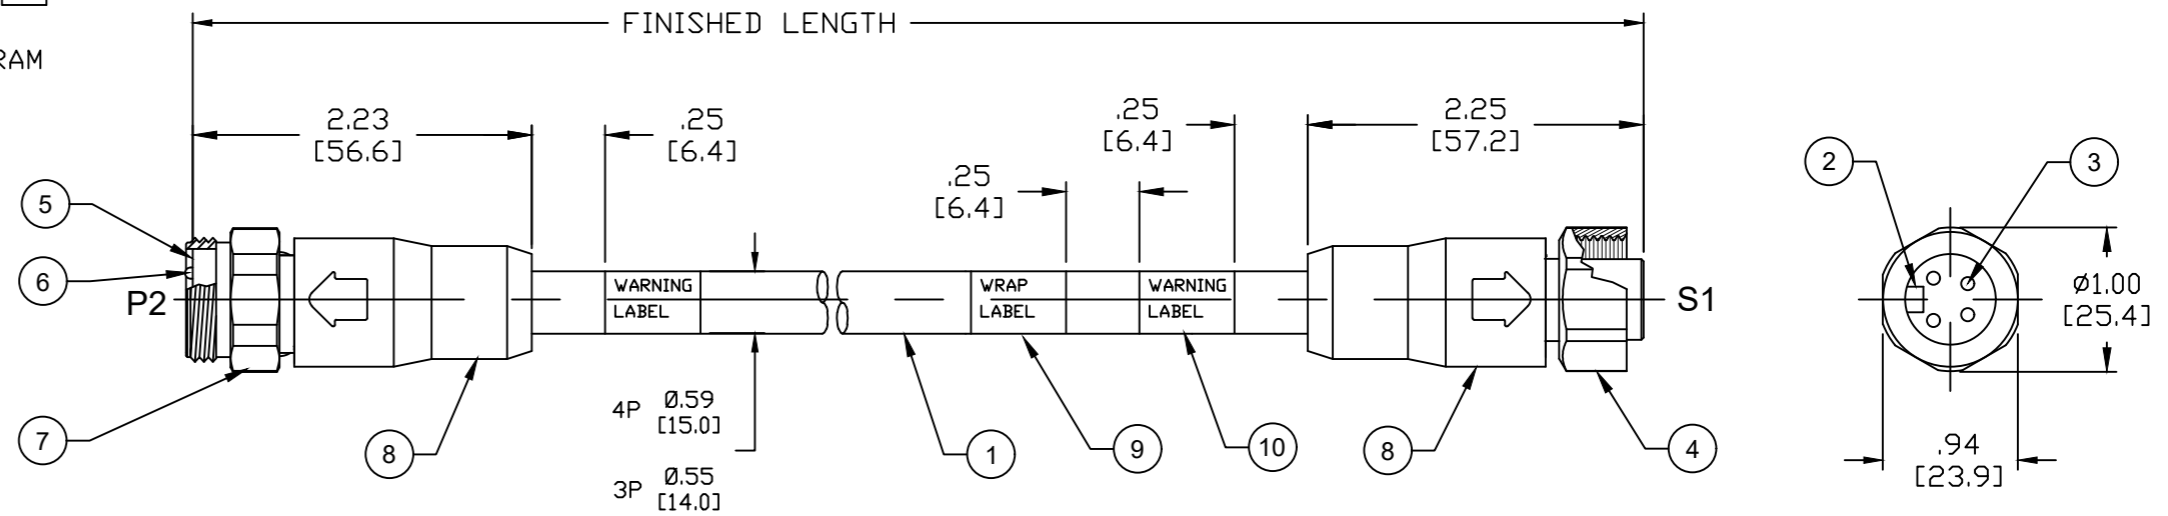 FINISHED LENGTH
RAM
2.23
[56.6]
.25
[6.4]
.25
[6.4]
.25
[6.4]
2.25
[57.2]
2
3
5
6
P2
WARNING
LABEL
WRAP
LABEL
WARNING
LABEL
S1
Ø1.00
[25.4]
4P Ø.59
[15.0]
3P Ø.55
[14.0]
7
8
1
9
10
8
4
.94
[23.9]